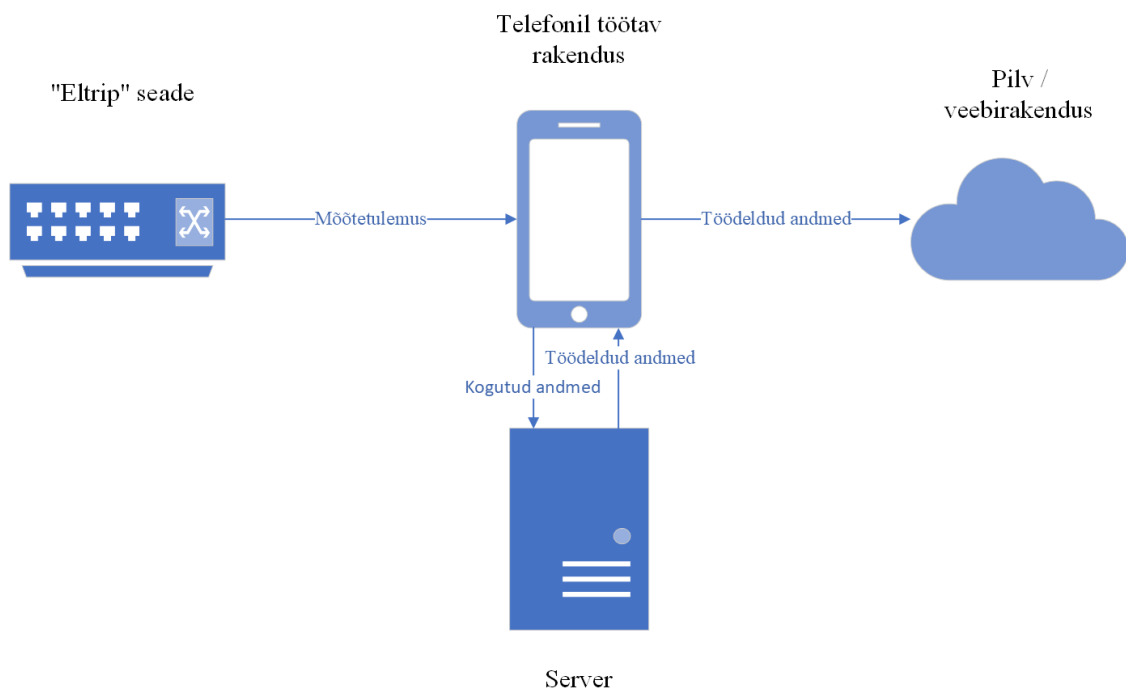 Telefonil töötav
rakendus
"Eltrip" seade
Pilv /
veebirakendus
Mõõtetulemus
Töödeldud andmed
Töödeldud andmed
Kogutud andmed
Server